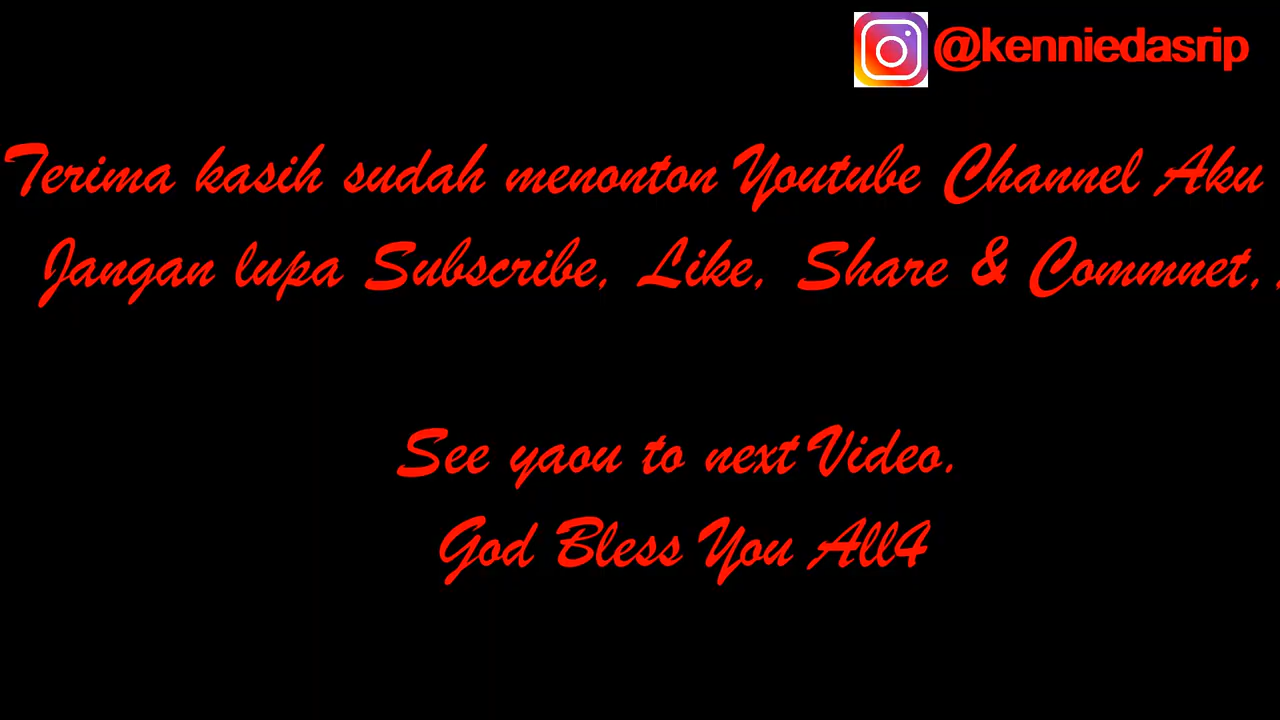 @kenniedasrip
Terima kasih sudah menonton Youtube Channel Aku
Jangan lupa Subscribe, Like, Share & Commnet, ,
See yaou to next Video.
God Bless You All4